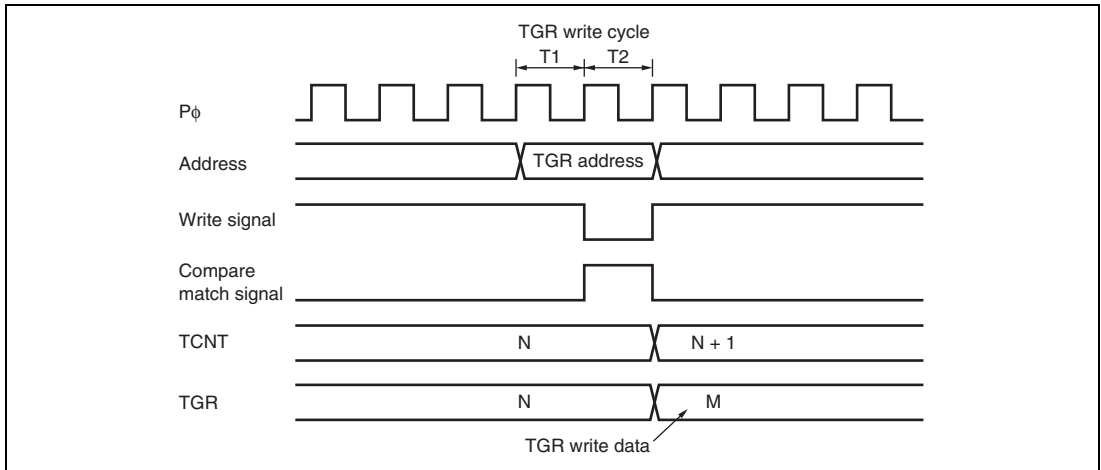 TGR write cycle
T1 T2
Pϕ
Address TGR address
Write signal
Compare
match signal
TCNT N N + 1
TGR N M
TGR write data